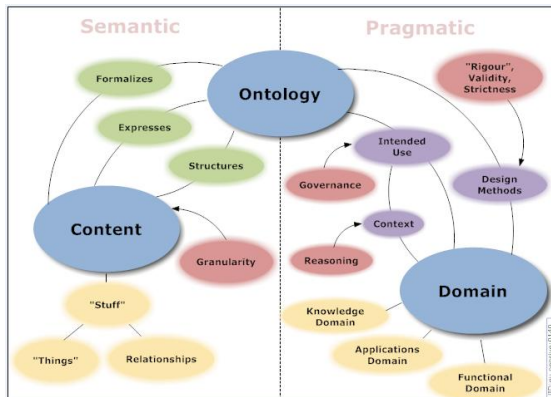 Semantic
Pragmatic
Formalizes
Ontology
"Rigour",
Validity,
Strictness
Expresses
Intended
Use
Structures
Governance
Design
Methods
Content
Context
Granularity
Reasoning
Domain
"Stuff"
Knowledge
Domain
"Things"
Relationships
Applications
Domain
Functional
Domain